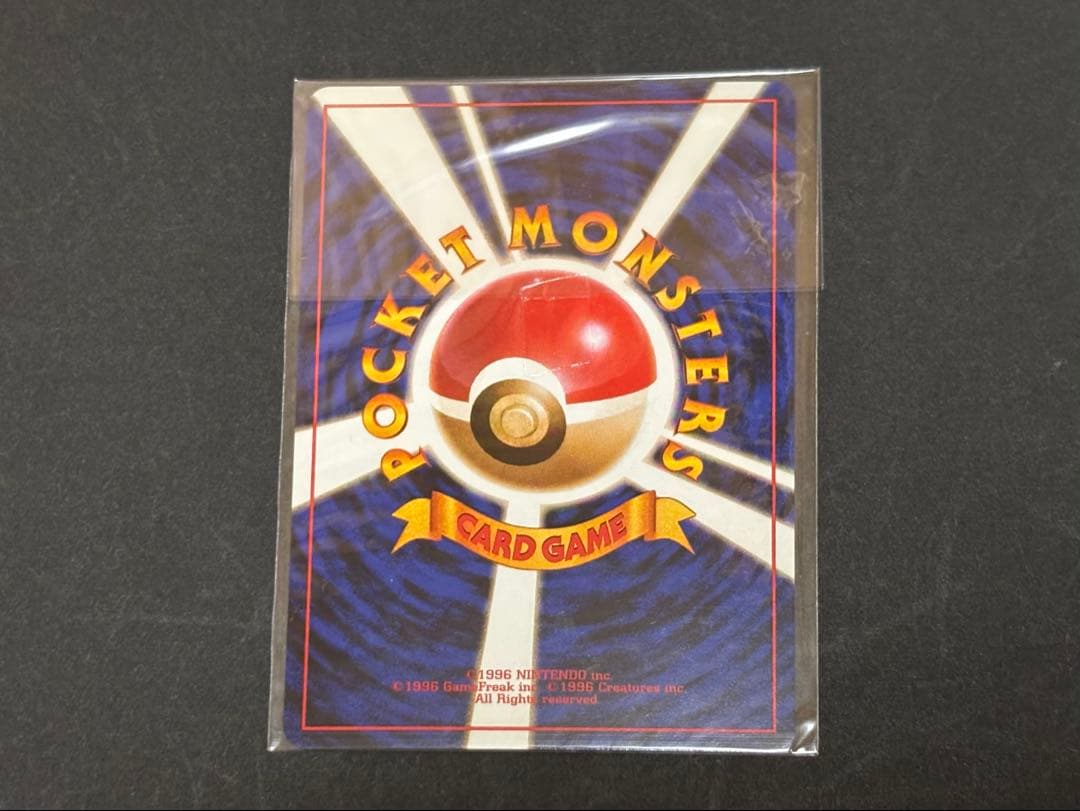 POCKET MONSTERS
CARD GAME
©1996 NINTENDO inc.
©1996 GameFreak inc. ©1996 Creatures inc.
All Rights reserved.